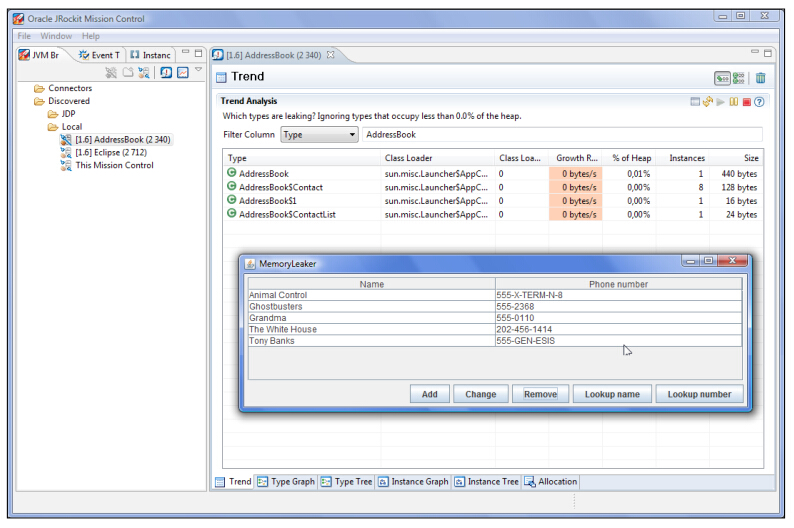 Oracle JRockit Mission Control
File Window Help
JVM Br Event T Instanc
[1.6] AddressBook (2 340)
Connectors
Discovered
JDP
Local
[1.6] AddressBook (2 340)
[1.6] Eclipse (2 712)
This Mission Control
Trend
Trend Analysis
Which types are leaking? Ignoring types that occupy less than 0.0% of the heap.
Filter Column Type AddressBook
Type Class Loader Class Loa... Growth R... % of Heap Instances Size
AddressBook sun.misc.Launcher$AppC... 0 0 bytes/s 0,01% 1 440 bytes
AddressBook$Contact sun.misc.Launcher$AppC... 0 0 bytes/s 0,00% 8 128 bytes
AddressBook$1 sun.misc.Launcher$AppC... 0 0 bytes/s 0,00% 1 16 bytes
AddressBook$ContactList sun.misc.Launcher$AppC... 0 0 bytes/s 0,00% 1 24 bytes
MemoryLeaker
Name Phone number
Animal Control 555-X-TERM-N-8
Ghostbusters 555-2368
Grandma 555-0110
The White House 202-456-1414
Tony Banks 555-GEN-ESIS
Add Change Remove Lookup name Lookup number
Trend Type Graph Type Tree Instance Graph Instance Tree Allocation